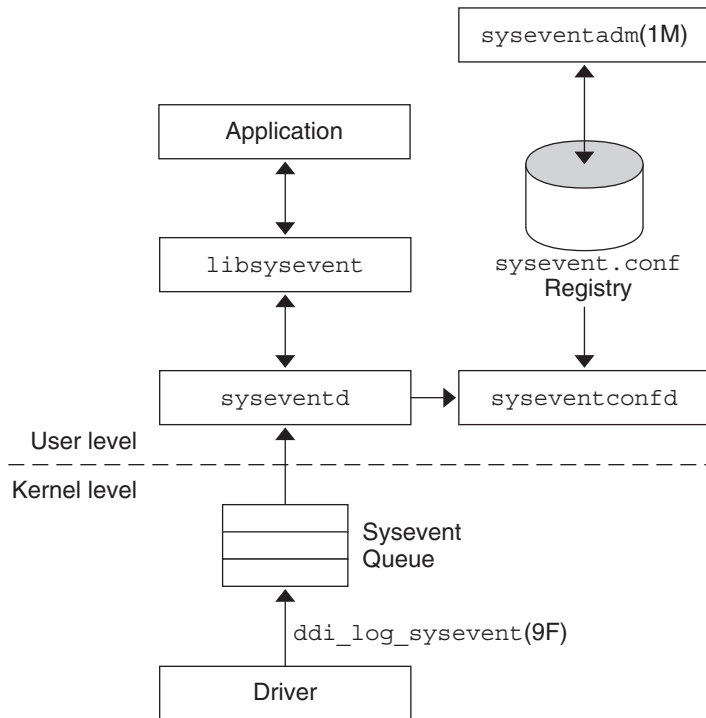 syseventadm(1M)
Application
libsysevent
sysevent.conf
Registry
syseventd
syseventconfd
User level
Kernel level
Sysevent
Queue
ddi_log_sysevent(9F)
Driver